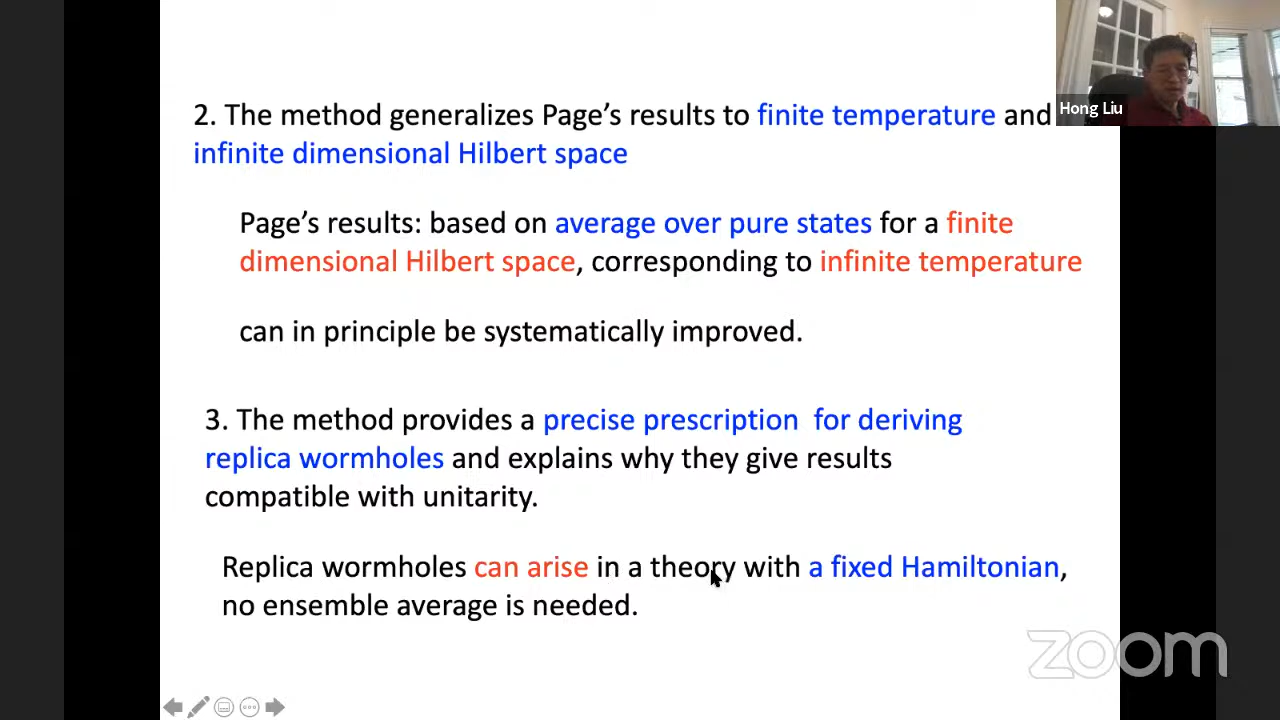 2. The method generalizes Page's results to finite temperature and
infinite dimensional Hilbert space
Page's results: based on average over pure states for a finite
dimensional Hilbert space, corresponding to infinite temperature
can in principle be systematically improved.
3. The method provides a precise prescription  for deriving
replica wormholes and explains why they give results
compatible with unitarity.
Replica wormholes can arise in a theory with a fixed Hamiltonian,
no ensemble average is needed.
Hong Liu
zoom